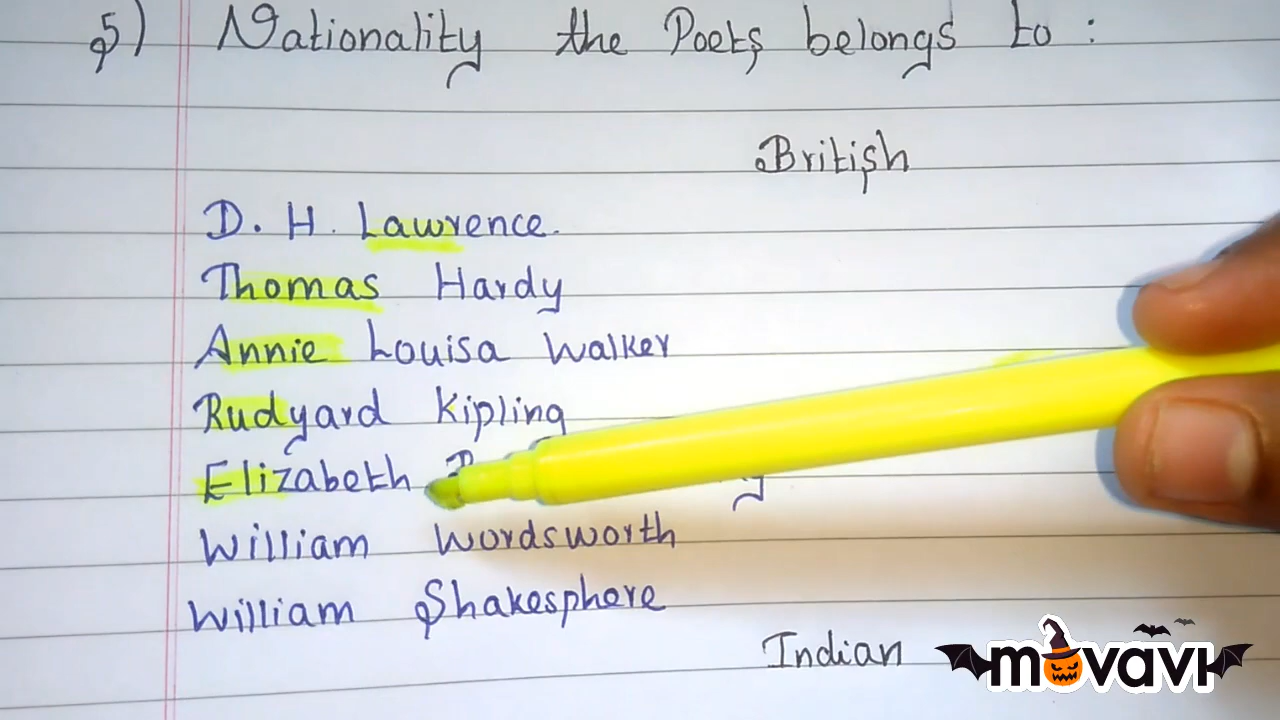 5) Nationality the Poets belongs to :
British
D. H. Lawrence.
Thomas Hardy
Annie Louisa Walker
Rudyard Kipling
Elizabeth
William Wordsworth
William Shakesphere
Indian
movavi